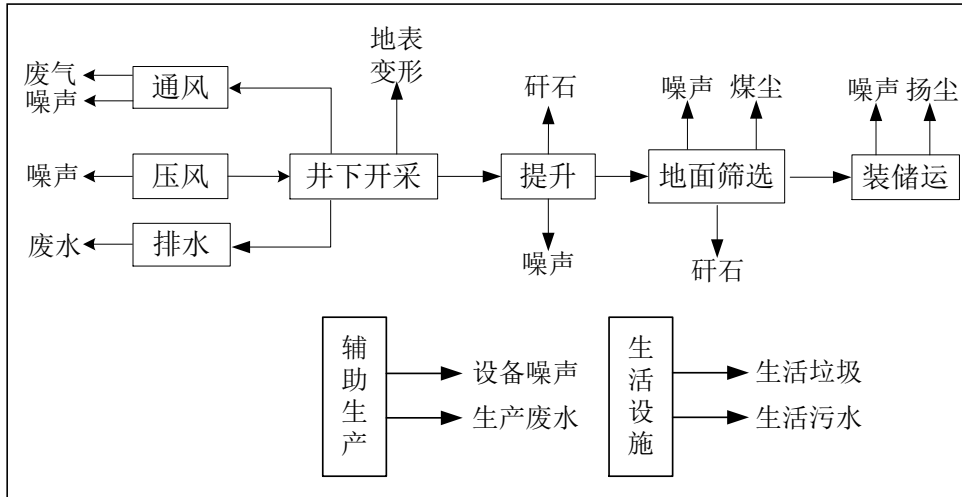 地表
变形
废气
噪声
通风
矸石
噪声
煤尘
噪声
扬尘
噪声
压风
井下开采
提升
地面筛选
装储运
废水
排水
噪声
矸石
辅助生产
设备噪声
生产废水
生活设施
生活垃圾
生活污水